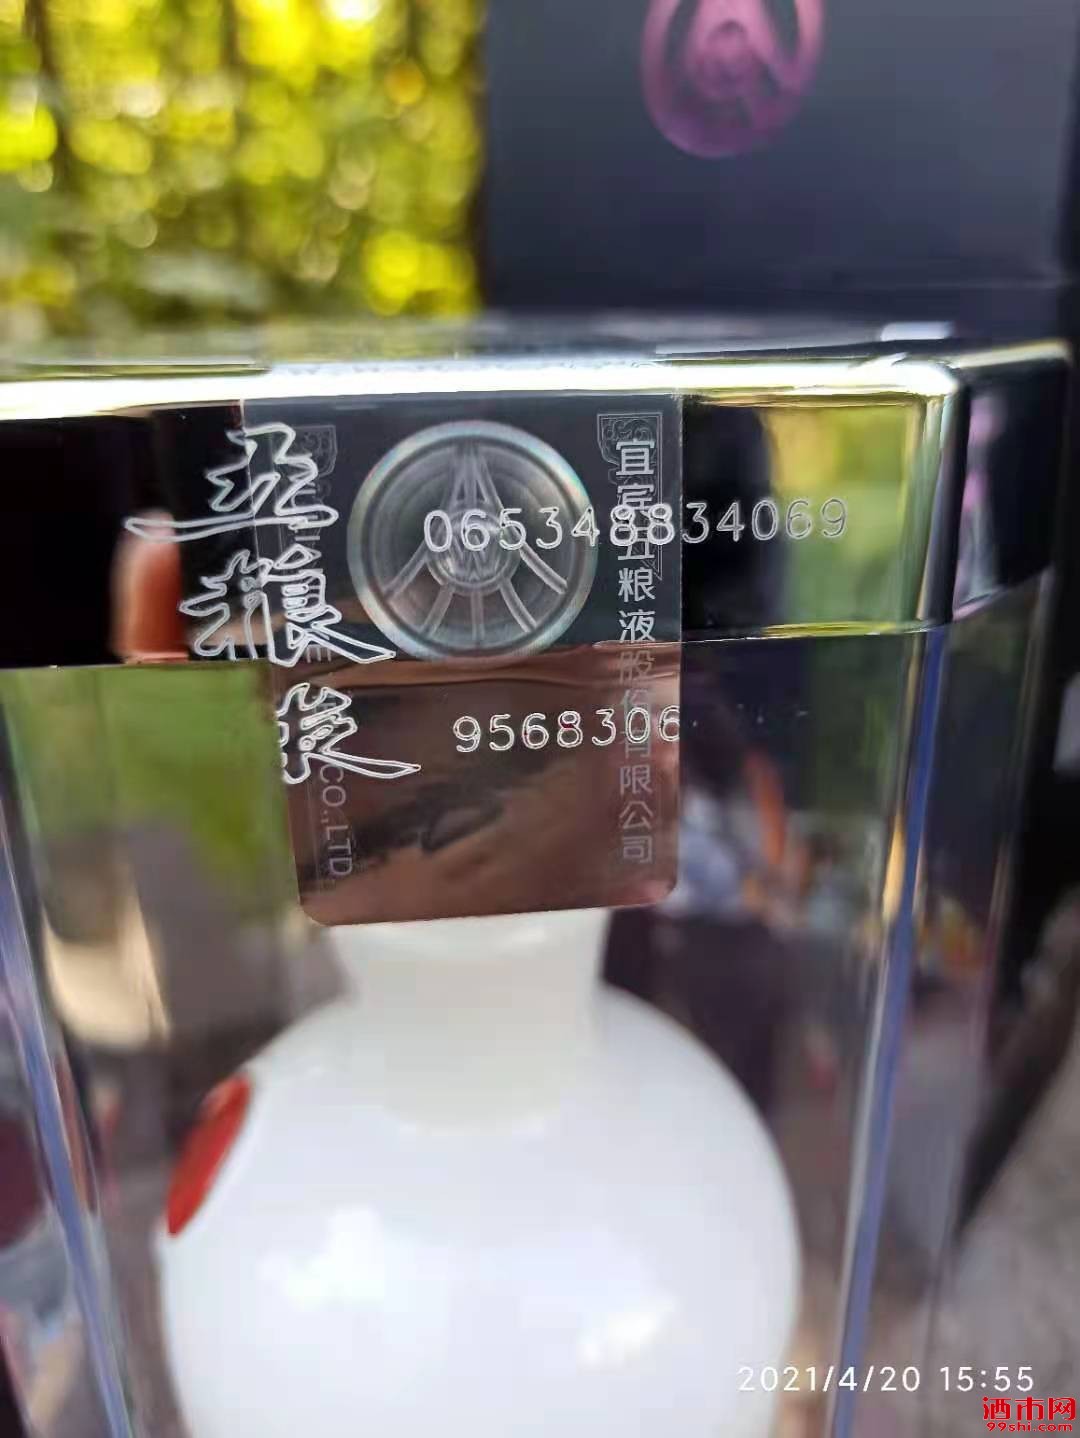 五粮液
065348834069
9568306
宜宾五粮液股份有限公司
CO.,LTD.
2021/4/20 15:55
酒市网
99shi.com